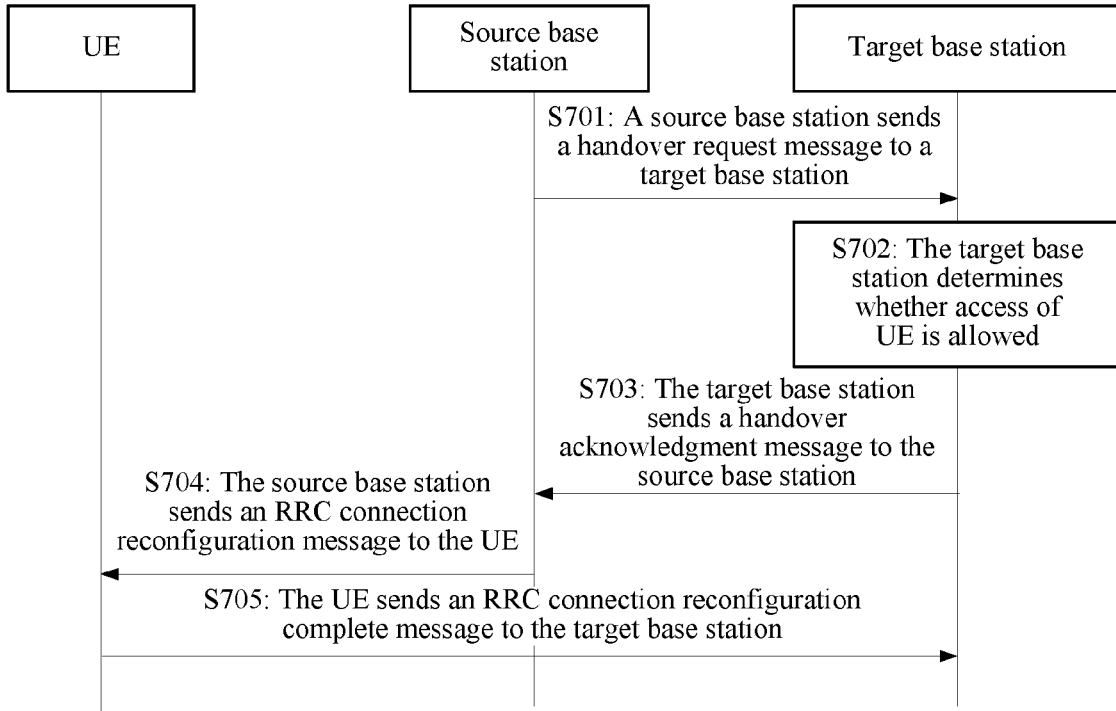 UE
Source base
station
Target base station
S701: A source base station sends
a handover request message to a
target base station
S702: The target base
station determines
whether access of
UE is allowed
S703: The target base station
sends a handover
acknowledgment message to the
source base station
S704: The source base station
sends an RRC connection
reconfiguration message to the UE
S705: The UE sends an RRC connection reconfiguration
complete message to the target base station